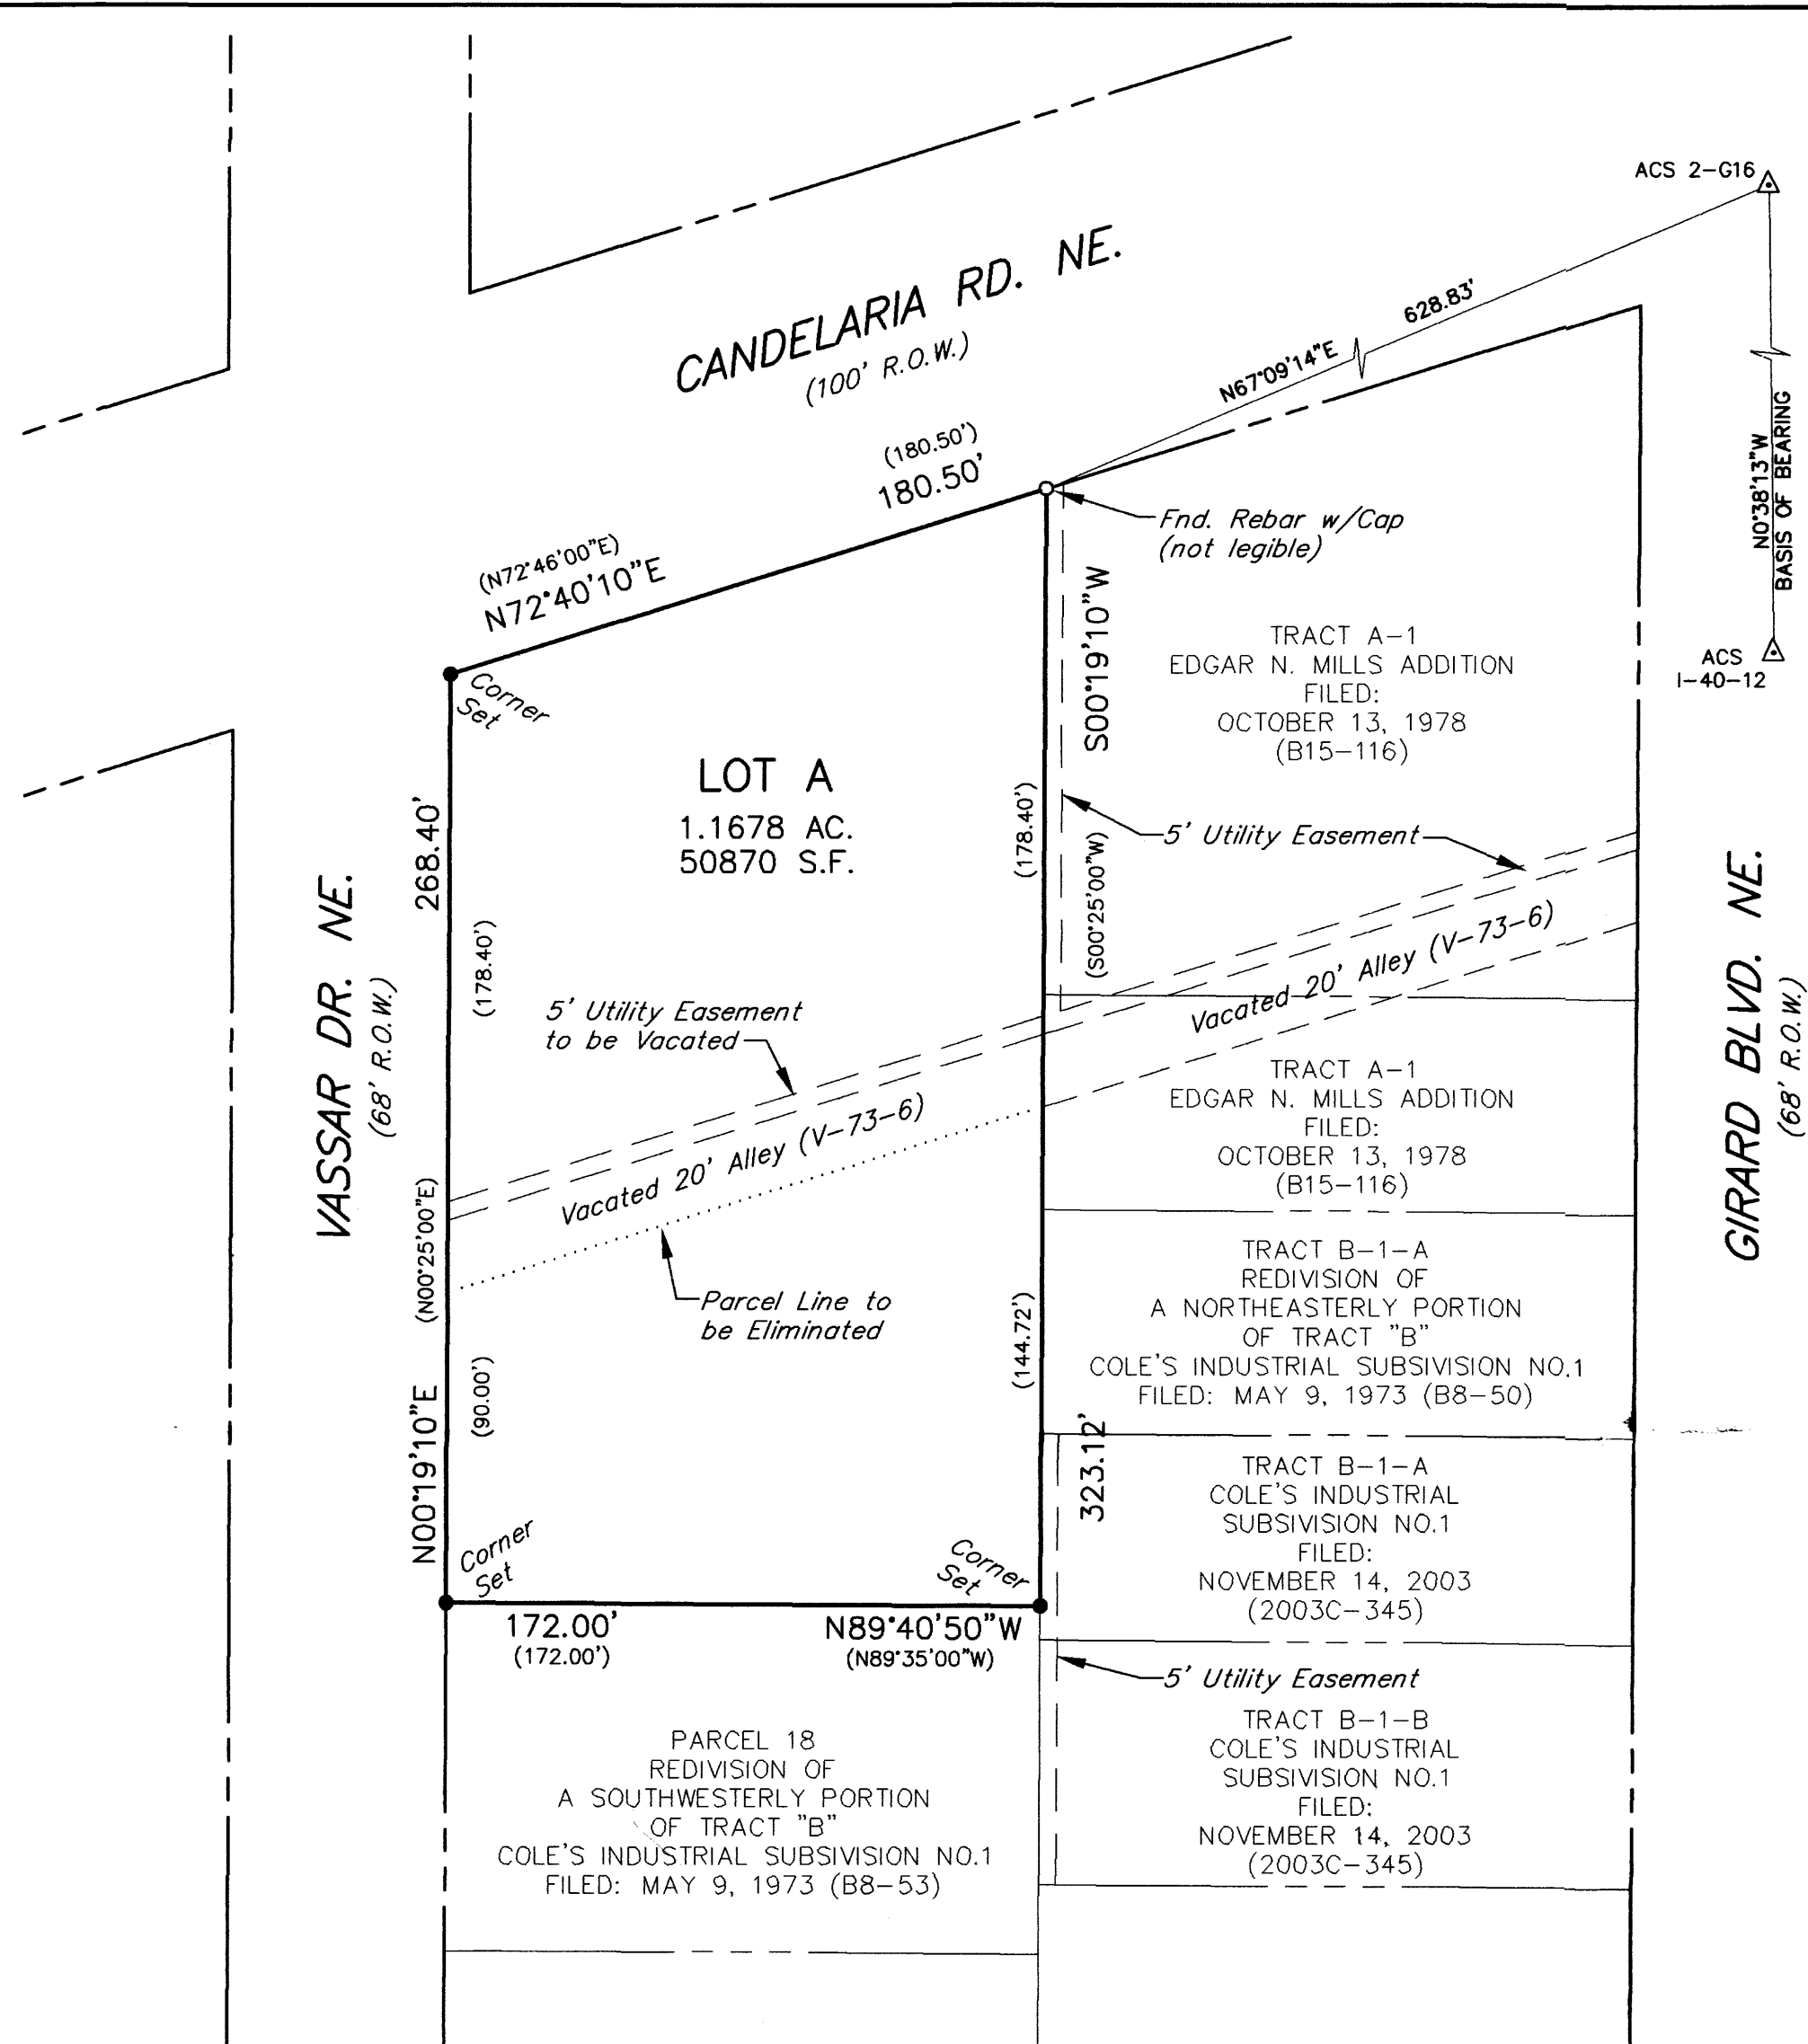 ACS 2-G16
CANDELARIA RD. NE.
(100' R.O.W.)
628.83'
N67°09'14"E
N0°38'13"W
BASIS OF BEARING
ACS
I-40-12
(180.50')
180.50'
(N72°46'00"E)
N72°40'10"E
Fnd. Rebar w/Cap
(not legible)
Corner
Set
S00°19'10"W
TRACT A-1
EDGAR N. MILLS ADDITION
FILED:
OCTOBER 13, 1978
(B15-116)
LOT A
1.1678 AC.
50870 S.F.
268.40'
(178.40')
(178.40')
(S00°25'00"W)
5' Utility Easement
VASSAR DR. NE.
(68' R.O.W.)
GIRARD BLVD. NE.
(68' R.O.W.)
5' Utility Easement
to be Vacated
Vacated 20' Alley (V-73-6)
Vacated 20' Alley (V-73-6)
TRACT A-1
EDGAR N. MILLS ADDITION
FILED:
OCTOBER 13, 1978
(B15-116)
(N00°25'00"E)
Parcel Line to
be Eliminated
(144.72')
TRACT B-1-A
REDIVISION OF
A NORTHEASTERLY PORTION
OF TRACT "B"
COLE'S INDUSTRIAL SUBSIVISION NO.1
FILED: MAY 9, 1973 (B8-50)
N00°19'10"E
(90.00')
323.12'
TRACT B-1-A
COLE'S INDUSTRIAL
SUBSIVISION NO.1
FILED:
NOVEMBER 14, 2003
(2003C-345)
Corner
Set
Corner
Set
172.00'
(172.00')
N89°40'50"W
(N89°35'00"W)
5' Utility Easement
TRACT B-1-B
COLE'S INDUSTRIAL
SUBSIVISION NO.1
FILED:
NOVEMBER 14, 2003
(2003C-345)
PARCEL 18
REDIVISION OF
A SOUTHWESTERLY PORTION
OF TRACT "B"
COLE'S INDUSTRIAL SUBSIVISION NO.1
FILED: MAY 9, 1973 (B8-53)